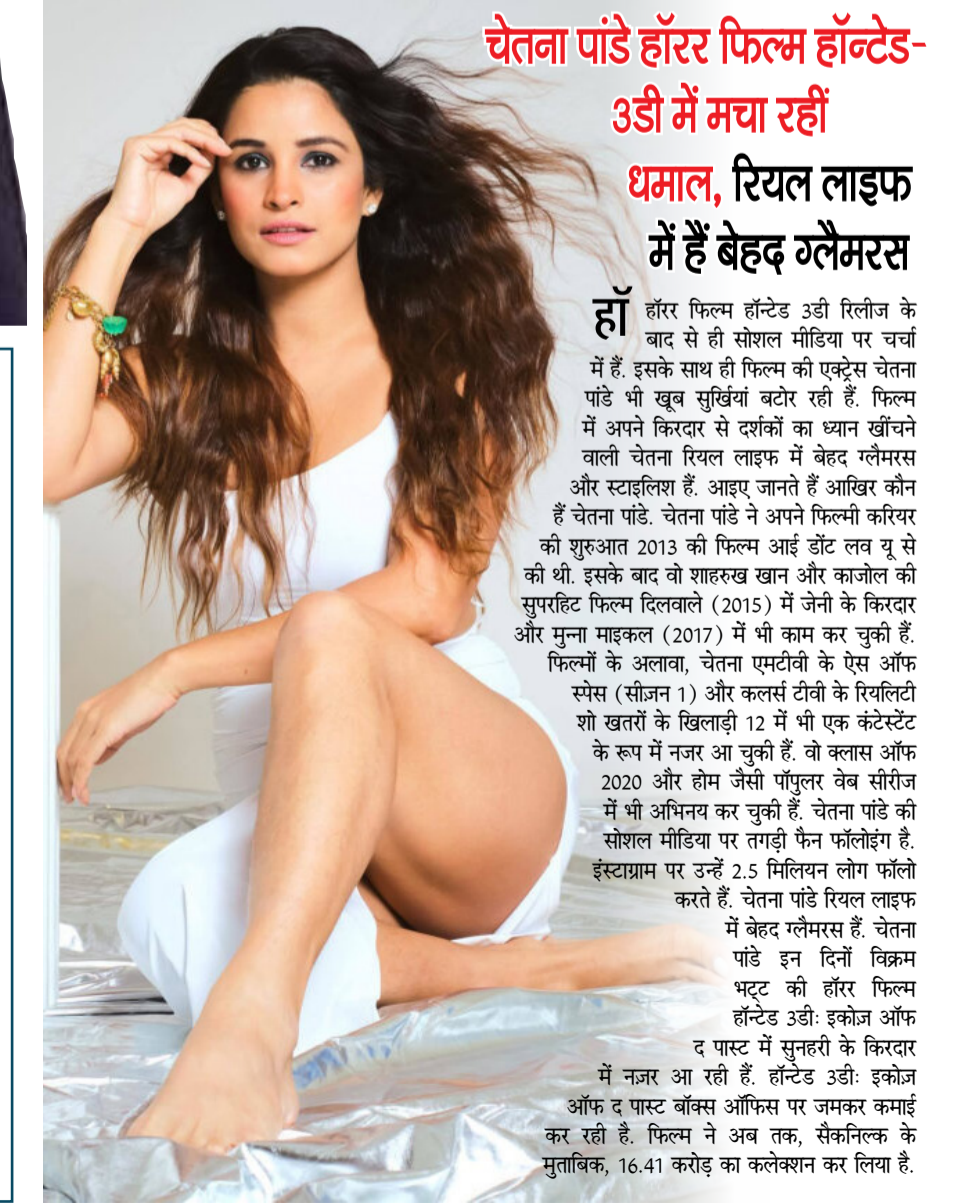 चेतना पांडे हॉरर फिल्म हॉन्टेड-
3डी में मचा रहीं
धमाल, रियल लाइफ
में हैं बेहद ग्लैमरस
हॉ हॉरर फिल्म हॉन्टेड 3डी रिलीज के
बाद से ही सोशल मीडिया पर चर्चा
में हैं. इसके साथ ही फिल्म की एक्ट्रेस चेतना
पांडे भी खूब सुर्खियां बटोर रही हैं. फिल्म
में अपने किरदार से दर्शकों का ध्यान खींचने
वाली चेतना रियल लाइफ में बेहद ग्लैमरस
और स्टाइलिश हैं. आइए जानते हैं आखिर कौन
हैं चेतना पांडे. चेतना पांडे ने अपने फिल्मी करियर
की शुरुआत 2013 की फिल्म आई डोंट लव यू से
की थी. इसके बाद वो शाहरुख खान और काजोल की
सुपरहिट फिल्म दिलवाले (2015) में जेनी के किरदार
और मुन्ना माइकल (2017) में भी काम कर चुकी हैं.
फिल्मों के अलावा, चेतना एमटीवी के ऐस ऑफ
स्पेस (सीज़न 1) और कलर्स टीवी के रियलिटी
शो खतरों के खिलाड़ी 12 में भी एक कंटेस्टेंट
के रूप में नजर आ चुकी हैं. वो क्लास ऑफ
2020 और होम जैसी पॉपुलर वेब सीरीज
में भी अभिनय कर चुकी हैं. चेतना पांडे की
सोशल मीडिया पर तगड़ी फैन फॉलोइंग है.
इंस्टाग्राम पर उन्हें 2.5 मिलियन लोग फॉलो
करते हैं. चेतना पांडे रियल लाइफ
में बेहद ग्लैमरस हैं. चेतना
पांडे इन दिनों विक्रम
भट्ट की हॉरर फिल्म
हॉन्टेड 3डीः इकोज़ ऑफ
द पास्ट में सुनहरी के किरदार
में नज़र आ रही हैं. हॉन्टेड 3डीः इकोज़
ऑफ द पास्ट बॉक्स ऑफिस पर जमकर कमाई
कर रही है. फिल्म ने अब तक, सैकनिल्क के
मुताबिक, 16.41 करोड़ का कलेक्शन कर लिया है.